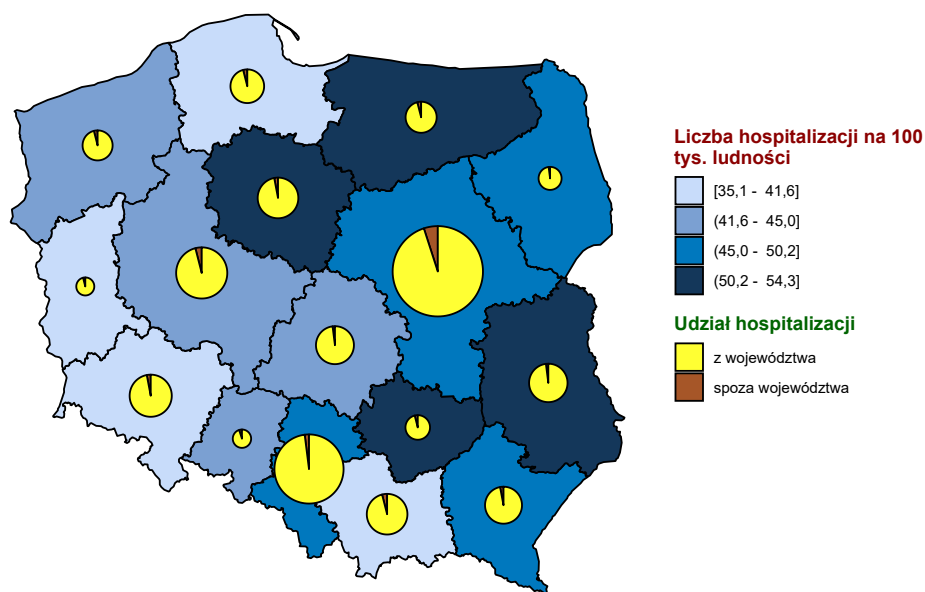 Liczba hospitalizacji na 100
tys. ludności
[35,1 - 41,6]
(41,6 - 45,0]
(45,0 - 50,2]
(50,2 - 54,3]
Udział hospitalizacji
z województwa
spoza województwa